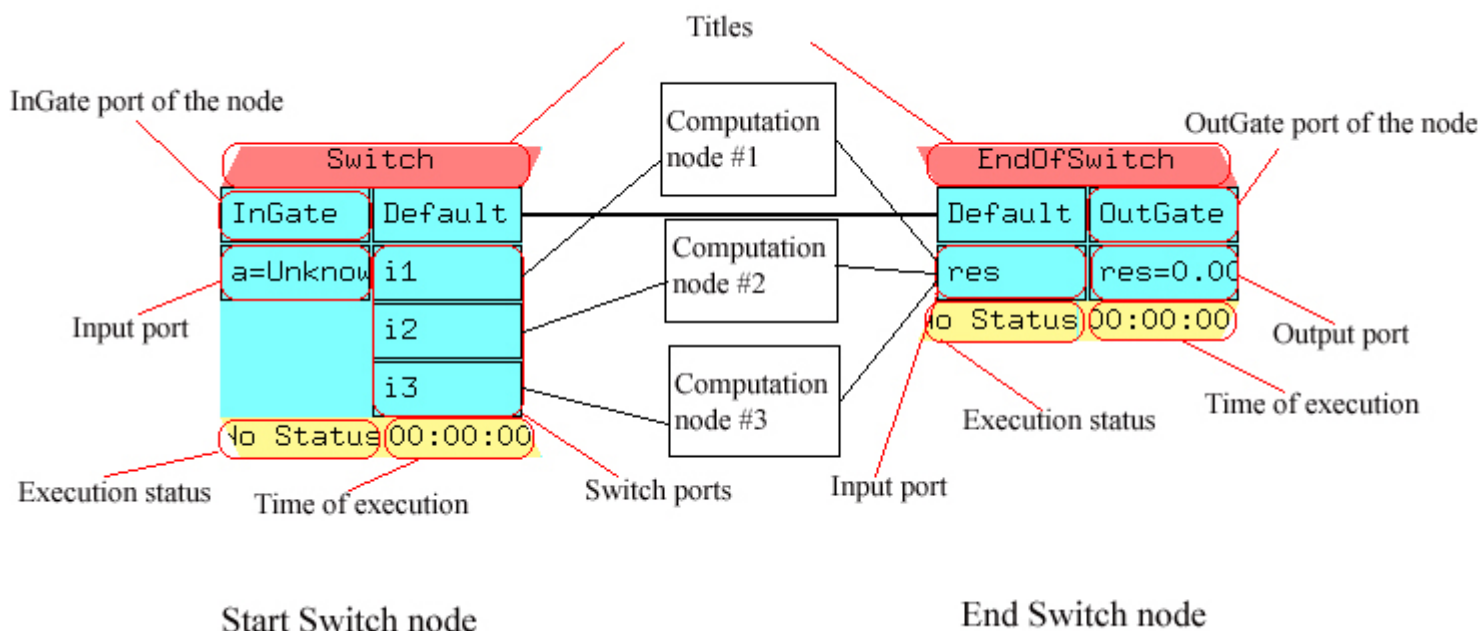 Titles
InGate port of the node
Computation
node #1
OutGate port of the node
Switch
EndOfSwitch
InGate
Default
Default
OutGate
a=Unknow
i1
Computation
node #2
res
res=0.00
Input port
i2
No Status
00:00:00
Output port
i3
Computation
node #3
Execution status
Time of execution
No Status
00:00:00
Execution status
Time of execution
Switch ports
Input port
Start Switch node
End Switch node